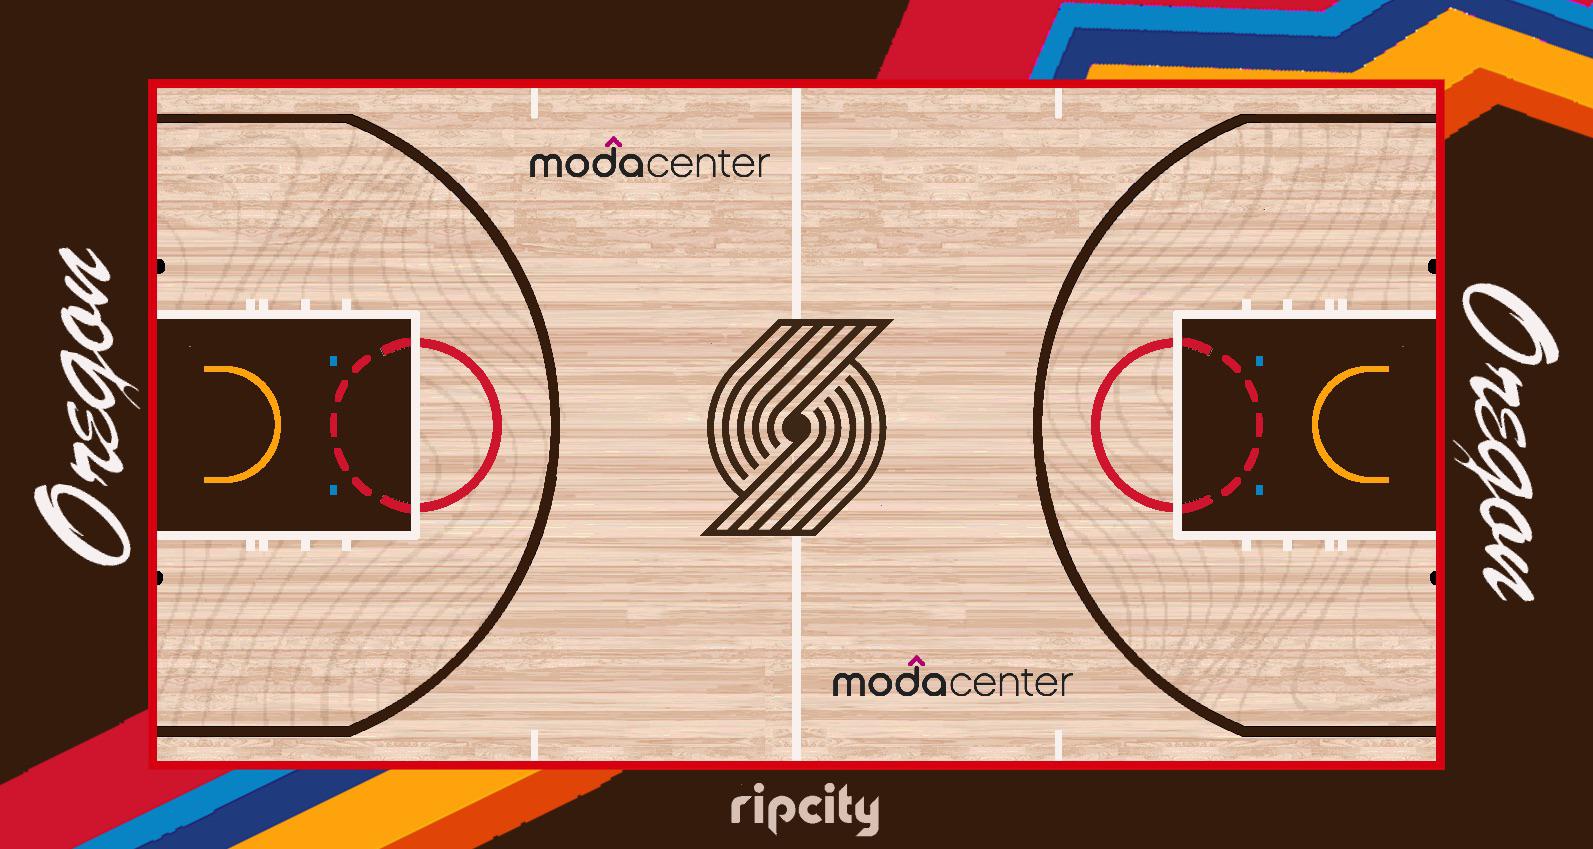 modacenter
Oregon
Oregon
modacenter
ripcity